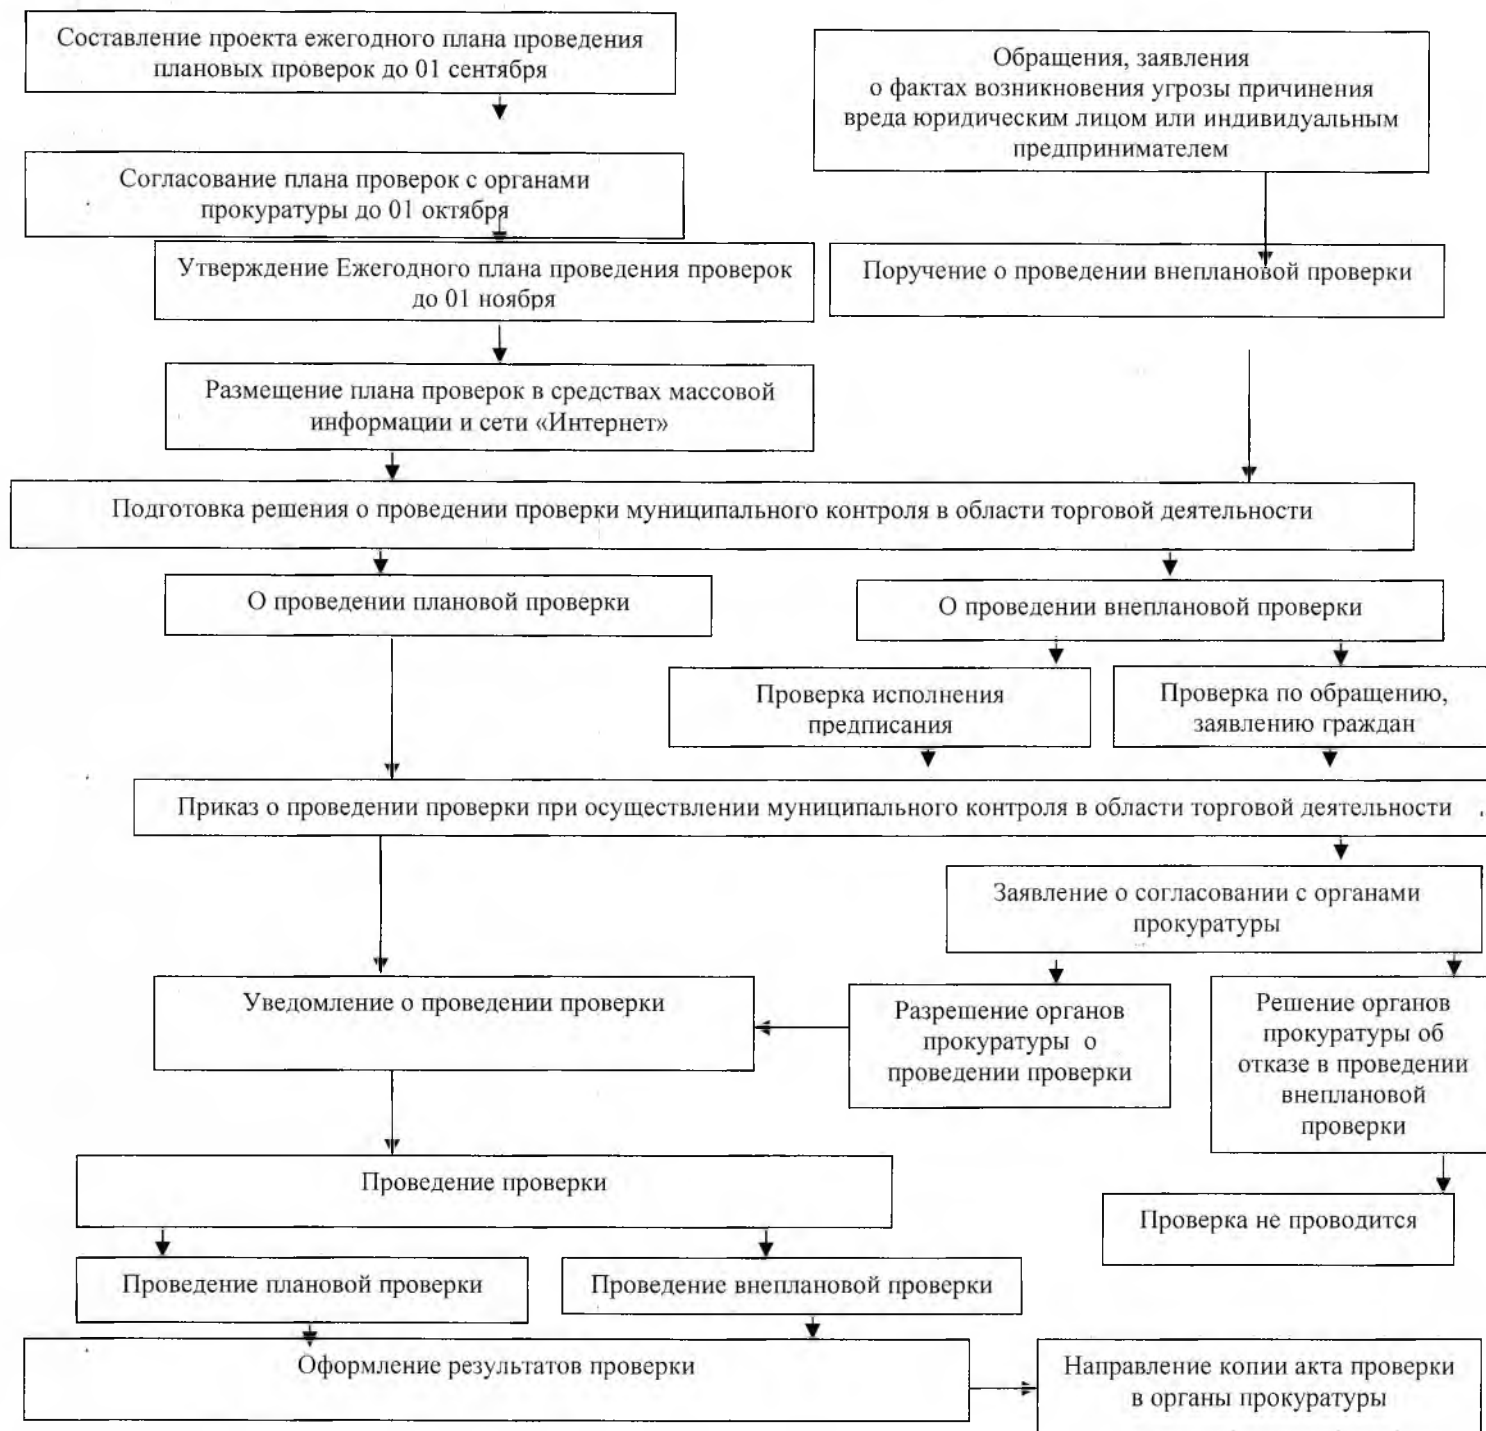 Составление проекта ежегодного плана проведения
плановых проверок до 01 сентября
Обращения, заявления
о фактах возникновения угрозы причинения
вреда юридическим лицом или индивидуальным
предпринимателем
Согласование плана проверок с органами
прокуратуры до 01 октября
Утверждение Ежегодного плана проведения проверок
до 01 ноября
Поручение о проведении внеплановой проверки
Размещение плана проверок в средствах массовой
информации и сети «Интернет»
Подготовка решения о проведении проверки муниципального контроля в области торговой деятельности
О проведении плановой проверки
О проведении внеплановой проверки
Проверка исполнения
предписания
Проверка по обращению,
заявлению граждан
Приказ о проведении проверки при осуществлении муниципального контроля в области торговой деятельности
Заявление о согласовании с органами
прокуратуры
Уведомление о проведении проверки
Разрешение органов
прокуратуры о
проведении проверки
Решение органов
прокуратуры об
отказе в проведении
внеплановой
проверки
Проведение проверки
Проверка не проводится
Проведение плановой проверки
Проведение внеплановой проверки
Оформление результатов проверки
Направление копии акта проверки
в органы прокуратуры